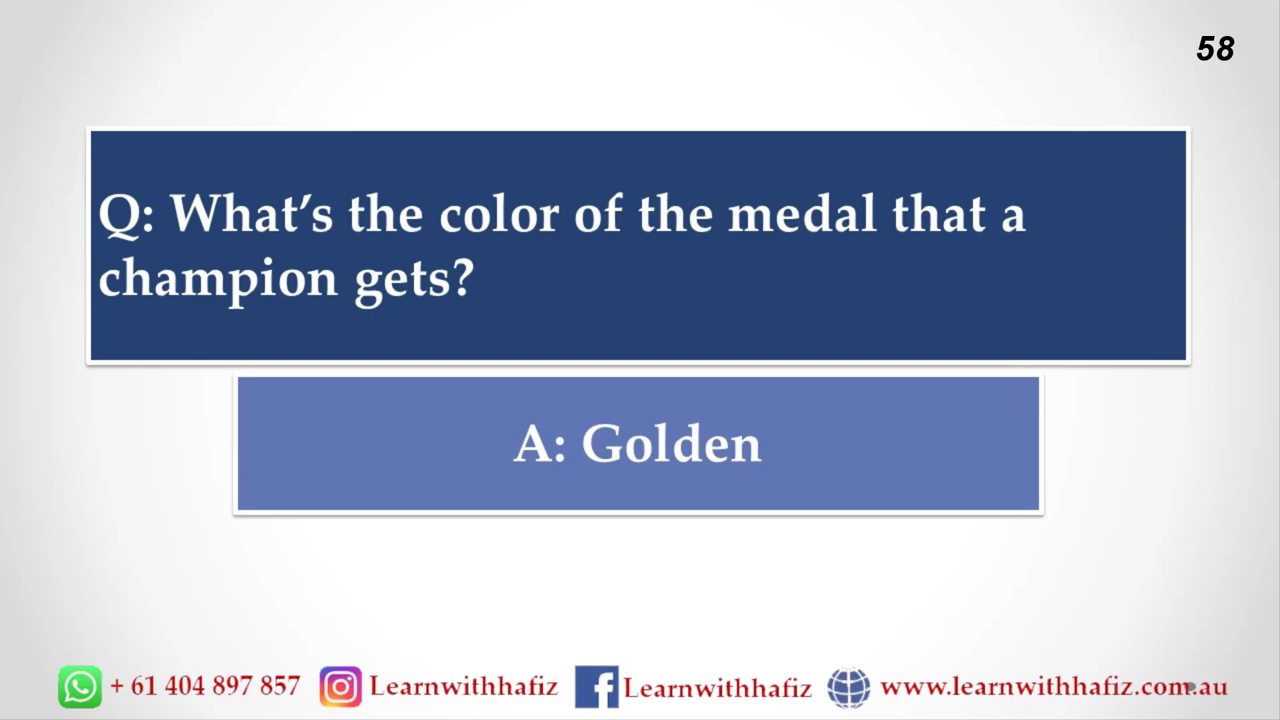 58
Q: What's the color of the medal that a
champion gets?
A: Golden
+ 61 404 897 857 Learnwithhafiz Learnwithhafiz www.learnwithhafiz.com.au